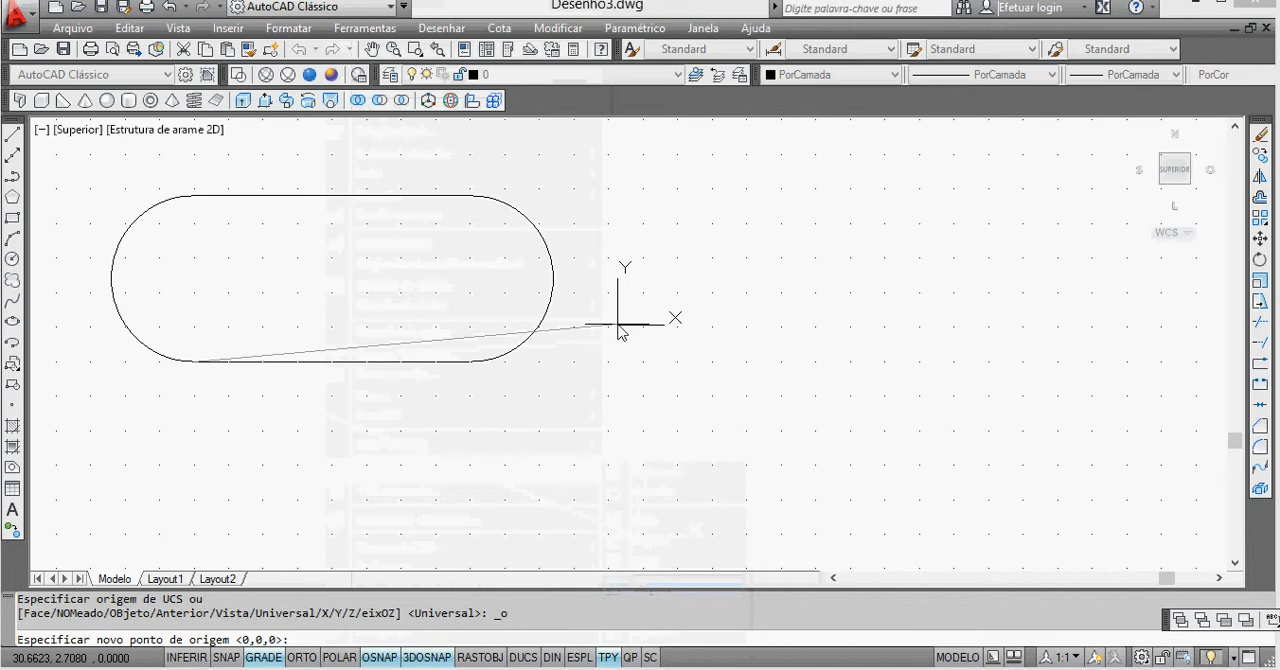 AutoCAD Clássico
Desenho3.dwg
Digite palavra-chave ou frase
Efetuar login
Arquivo Editar Vista Inserir Formatar Ferramentas Desenhar Cota Modificar Paramétrico Janela Ajuda
Standard Standard Standard Standard
AutoCAD Clássico 0 PorCamada PorCamada PorCamada PorCor
[−] [Superior] [Estrutura de arame 2D]
N
S SUPERIOR O
L
WCS
Y
X
Modelo Layout1 Layout2
Especificar origem de UCS ou
[Face/NOMeado/OBjeto/Anterior/Vista/Universal/X/Y/Z/eixOZ] <Universal>: _o
Especificar novo ponto de origem <0,0,0>:
30.6623, 2.7080 , 0.0000 INFERIR SNAP GRADE ORTO POLAR OSNAP 3DOSNAP RASTOBJ DUCS DIN ESPL TPY QP SC MODELO 1:1